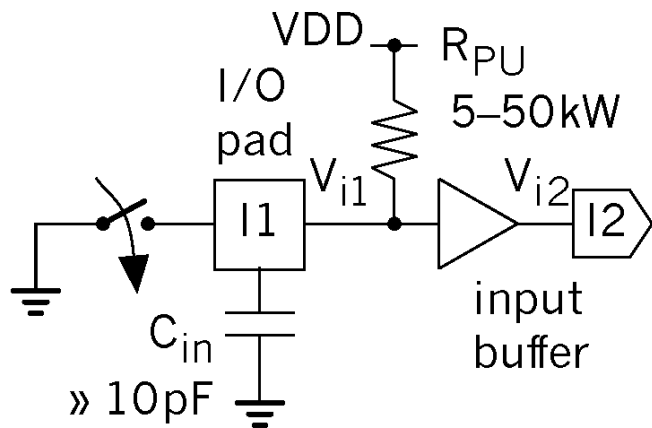 VDD
R_PU
I/O
pad
5–50kW
V_i1
V_i2
I1
I2
C_in
input
buffer
» 10pF